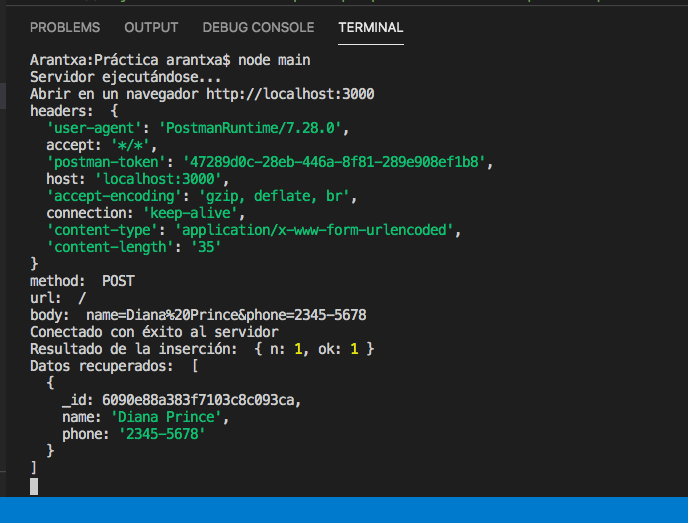 PROBLEMS OUTPUT DEBUG CONSOLE TERMINAL
Arantxa:Práctica arantxa$ node main
Servidor ejecutándose...
Abrir en un navegador http://localhost:3000
headers:  {
  'user-agent': 'PostmanRuntime/7.28.0',
  accept: '*/*',
  'postman-token': '47289d0c-28eb-446a-8f81-289e908ef1b8',
  host: 'localhost:3000',
  'accept-encoding': 'gzip, deflate, br',
  connection: 'keep-alive',
  'content-type': 'application/x-www-form-urlencoded',
  'content-length': '35'
}
method:  POST
url:  /
body:  name=Diana%20Prince&phone=2345-5678
Conectado con éxito al servidor
Resultado de la inserción:  { n: 1, ok: 1 }
Datos recuperados:  [
  {
    _id: 6090e88a383f7103c8c093ca,
    name: 'Diana Prince',
    phone: '2345-5678'
  }
]